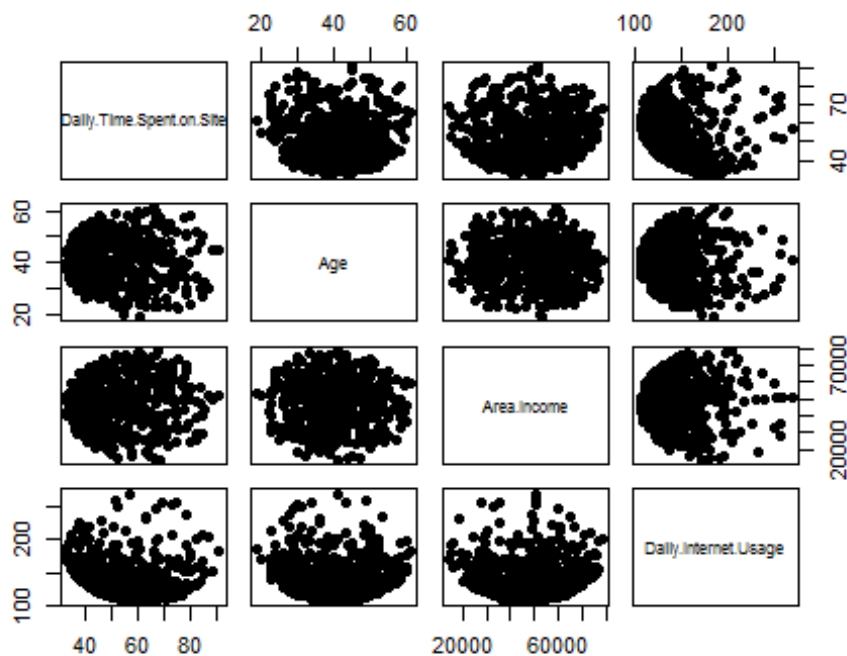 20 40 60 100 200
Daily.Time.Spent.on.Site
40 70
20 40 60
Age
Area.Income
20000 70000
100 200
Daily.Internet.Usage
40 60 80 20000 60000